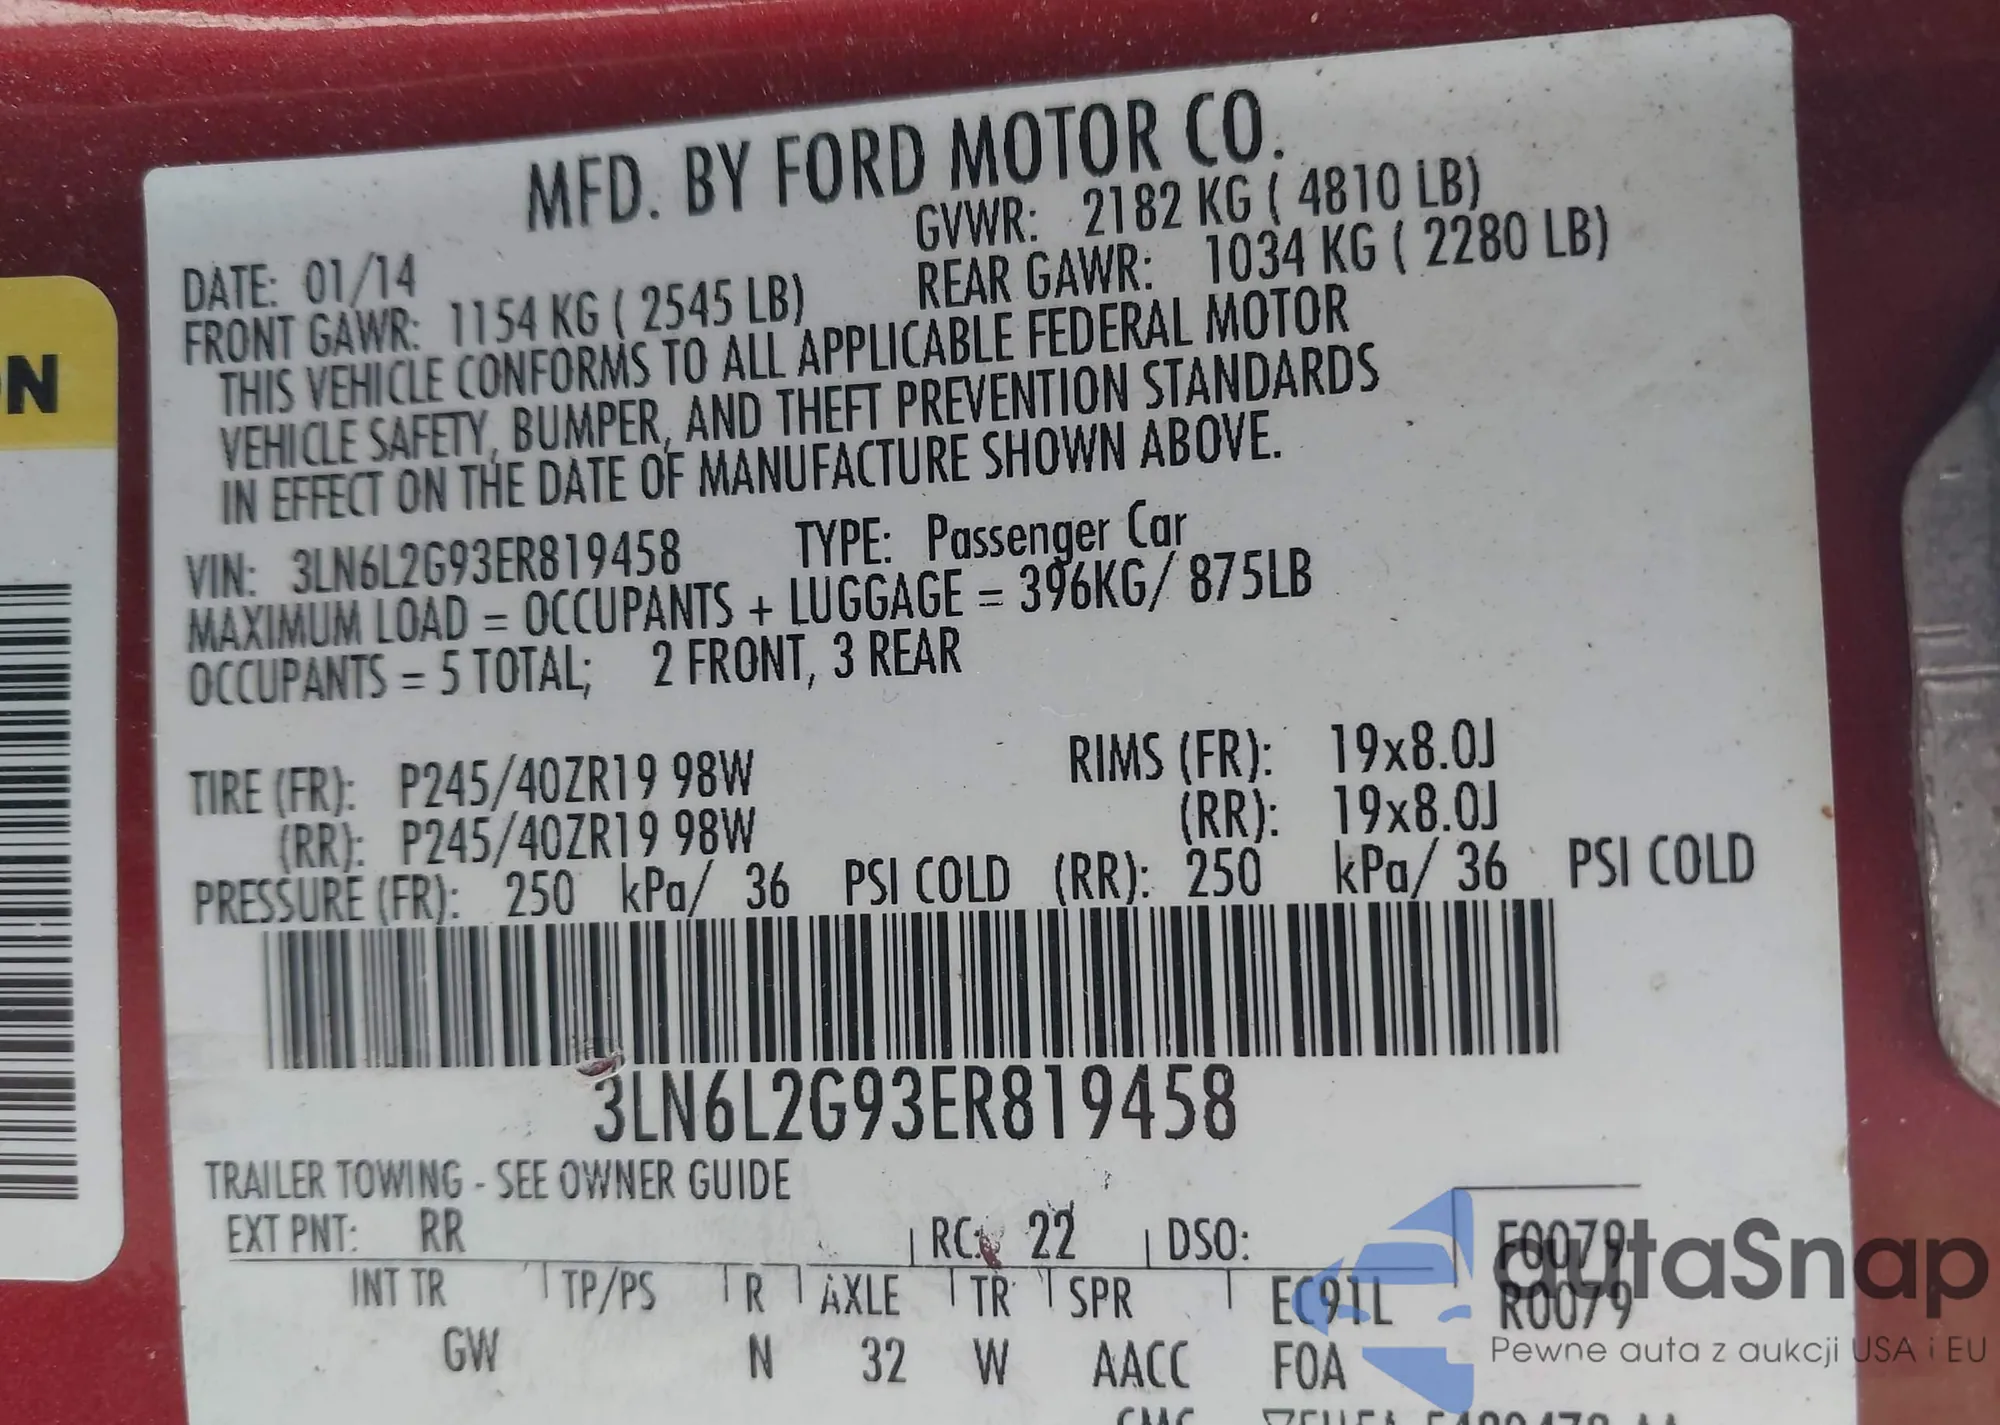 MFD. BY FORD MOTOR CO.
DATE: 01/14 GVWR: 2182 KG ( 4810 LB)
FRONT GAWR: 1154 KG ( 2545 LB) REAR GAWR: 1034 KG ( 2280 LB)
THIS VEHICLE CONFORMS TO ALL APPLICABLE FEDERAL MOTOR
VEHICLE SAFETY, BUMPER, AND THEFT PREVENTION STANDARDS
IN EFFECT ON THE DATE OF MANUFACTURE SHOWN ABOVE.
VIN: 3LN6L2G93ER819458 TYPE: Passenger Car
MAXIMUM LOAD = OCCUPANTS + LUGGAGE = 396KG/ 875LB
OCCUPANTS = 5 TOTAL; 2 FRONT, 3 REAR
TIRE (FR): P245/40ZR19 98W RIMS (FR): 19x8.0J
(RR): P245/40ZR19 98W (RR): 19x8.0J
PRESSURE (FR): 250 kPa/ 36 PSI COLD (RR): 250 kPa/ 36 PSI COLD
3LN6L2G93ER819458
TRAILER TOWING - SEE OWNER GUIDE
EXT PNT: RR RC: 22 DSO: F0079
INT TR TP/PS R AXLE TR SPR EC91L R0079
GW N 32 W AACC FOA
autaSnap
Pewne auta z aukcji USA i EU